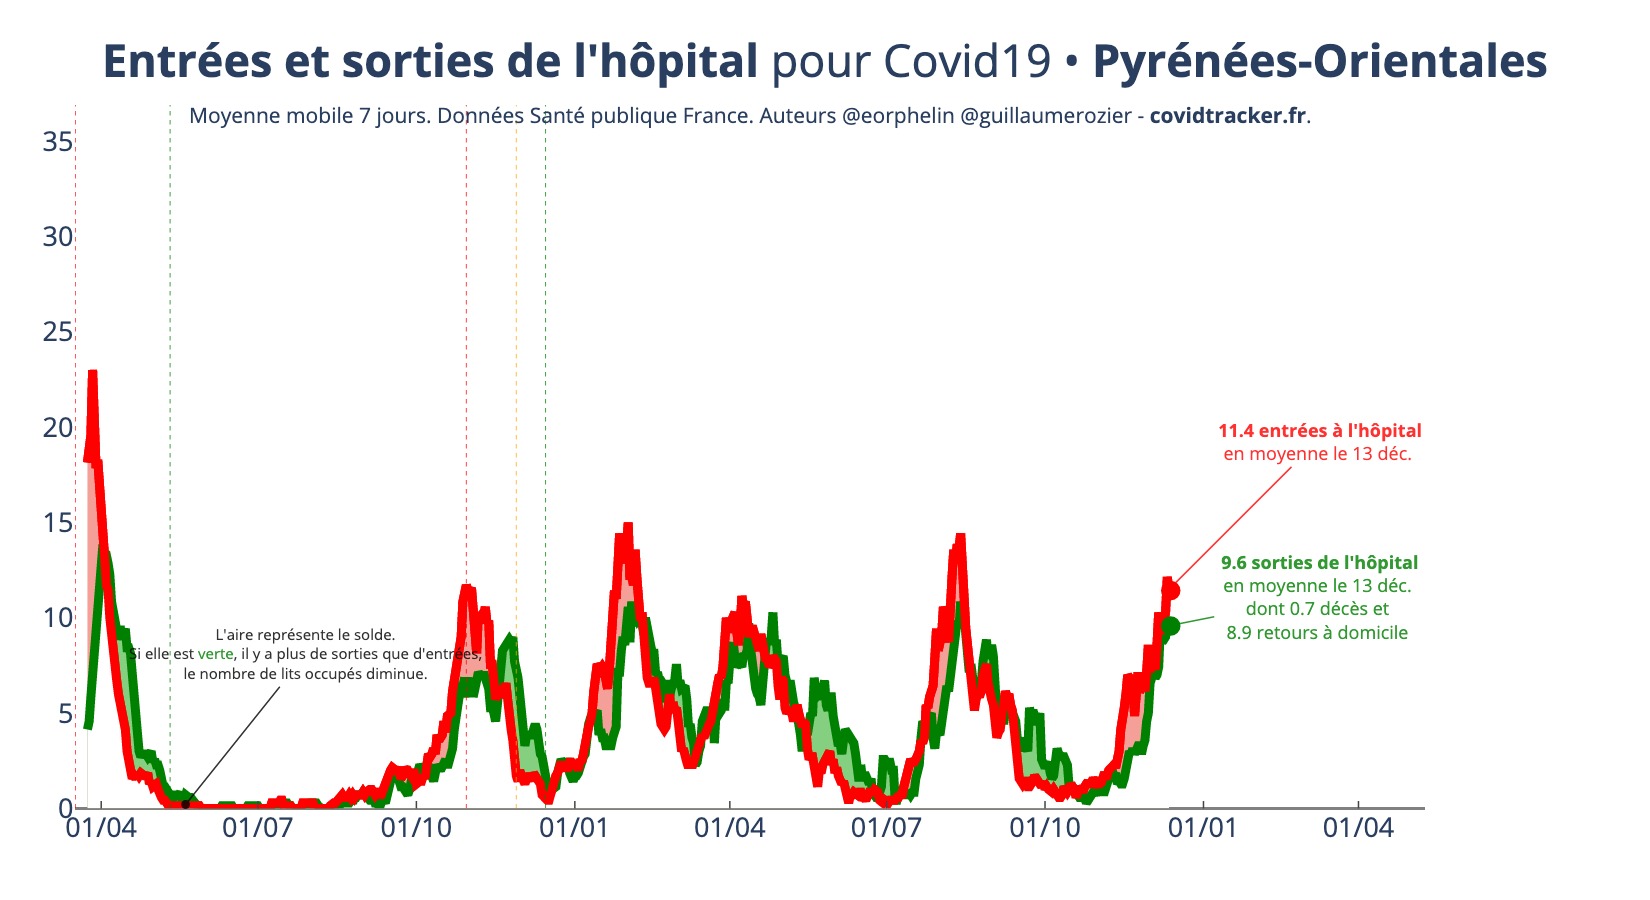 Entrées et sorties de l'hôpital pour Covid19 • Pyrénées-Orientales
Moyenne mobile 7 jours. Données Santé publique France. Auteurs @eorphelin @guillaumerozier - covidtracker.fr.
35
30
25
20
15
10
5
0
11.4 entrées à l'hôpital
en moyenne le 13 déc.
9.6 sorties de l'hôpital
en moyenne le 13 déc.
dont 0.7 décès et
8.9 retours à domicile
L'aire représente le solde.
Si elle est verte, il y a plus de sorties que d'entrées,
le nombre de lits occupés diminue.
01/04 01/07 01/10 01/01 01/04 01/07 01/10 01/01 01/04